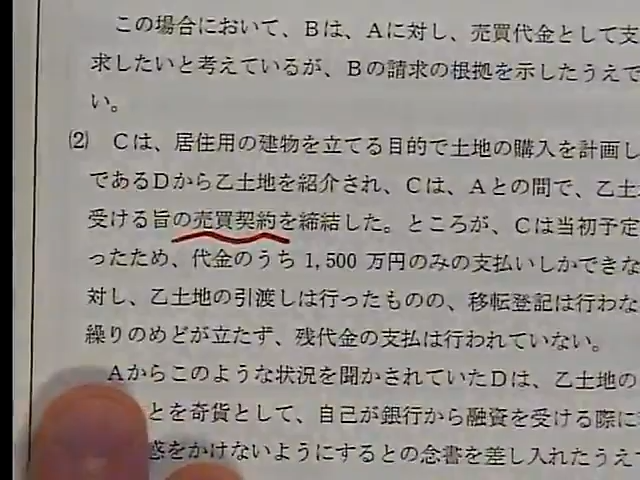 この場合において、Bは、Aに対し、売買代金として支
求したいと考えているが、Bの請求の根拠を示したうえで
い。
(2) Cは、居住用の建物を立てる目的で土地の購入を計画し
であるDから乙土地を紹介され、Cは、Aとの間で、乙土
受ける旨の売買契約を締結した。ところが、Cは当初予定
ったため、代金のうち1,500万円のみの支払いしかできな
対し、乙土地の引渡しは行ったものの、移転登記は行わな
繰りのめどが立たず、残代金の支払は行われていない。
Aからこのような状況を聞かされていたDは、乙土地の
とを奇貨として、自己が銀行から融資を受ける際に
惑をかけないようにするとの念書を差し入れたうえ